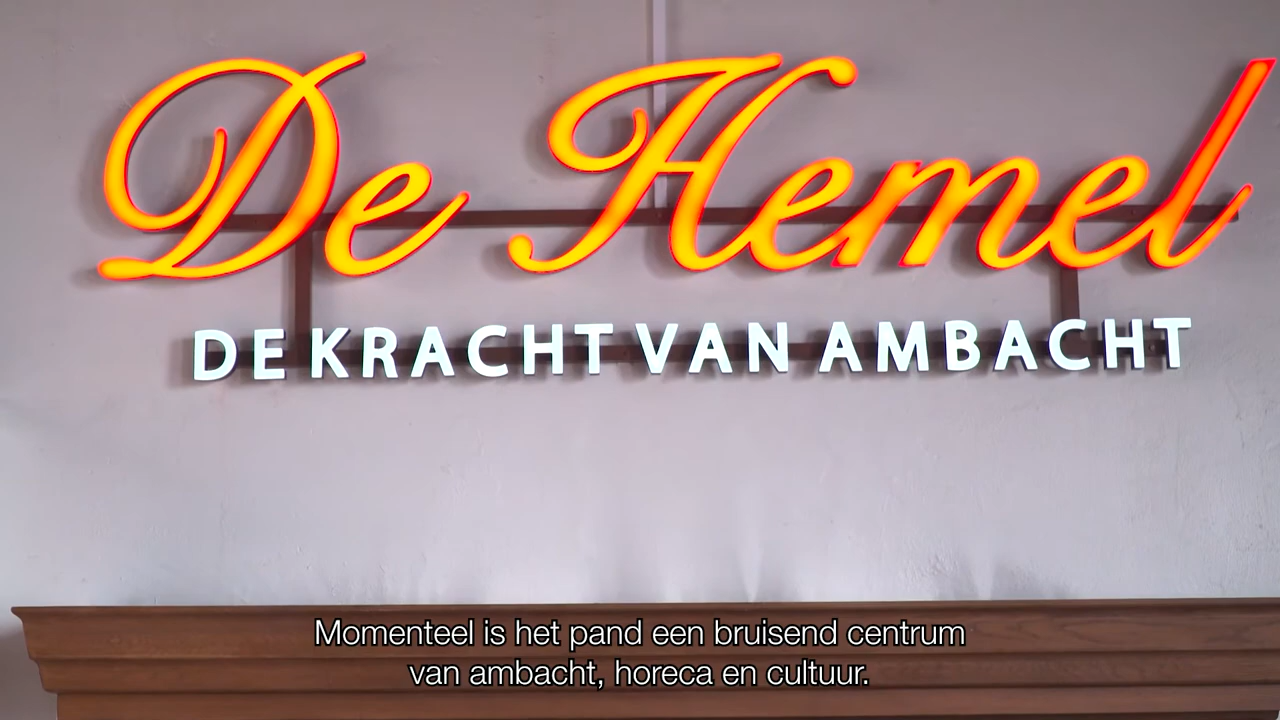 De Hemel
DE KRACHT VAN AMBACHT
Momenteel is het pand een bruisend centrum
van ambacht, horeca en cultuur.